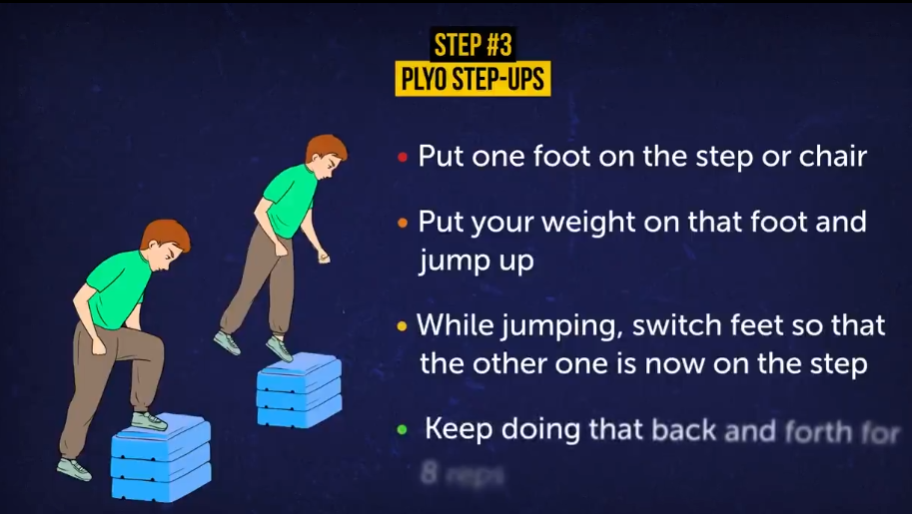 STEP #3
PLYO STEP-UPS
• Put one foot on the step or chair
• Put your weight on that foot and
jump up
• While jumping, switch feet so that
the other one is now on the step
• Keep doing that back and forth for
8 reps